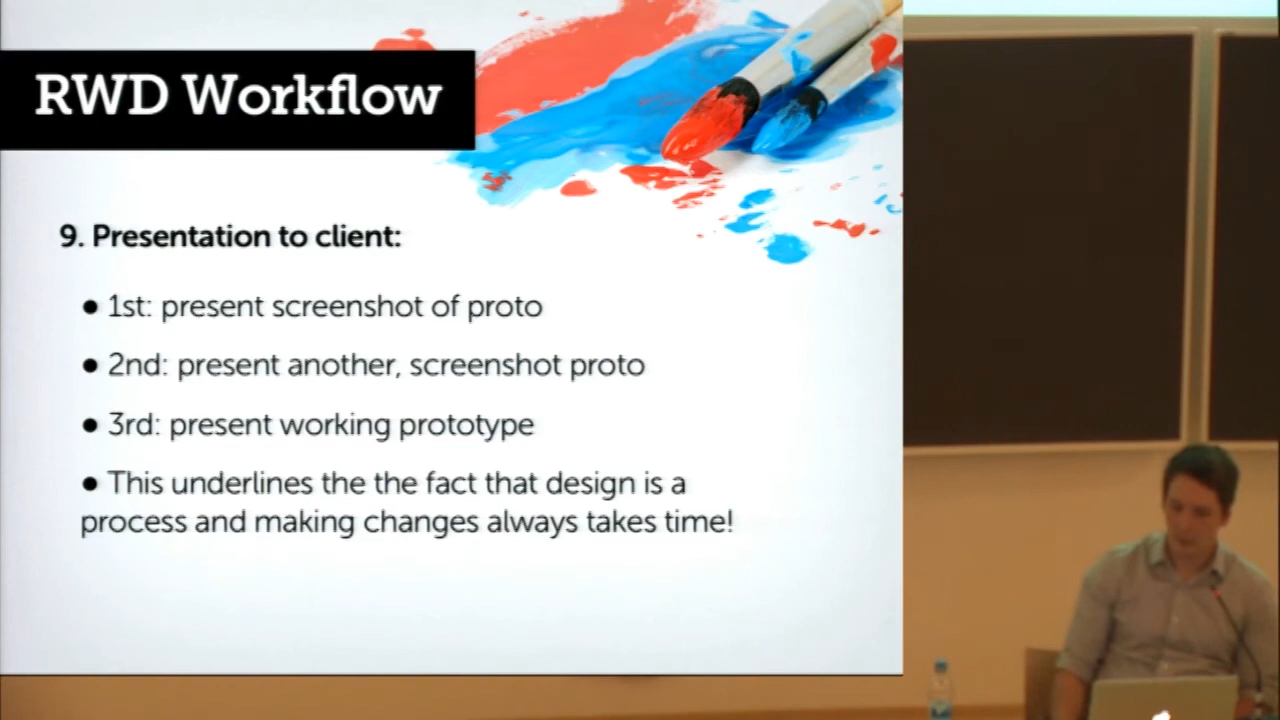 RWD Workflow
9. Presentation to client:
● 1st: present screenshot of proto
● 2nd: present another, screenshot proto
● 3rd: present working prototype
● This underlines the the fact that design is a
process and making changes always takes time!